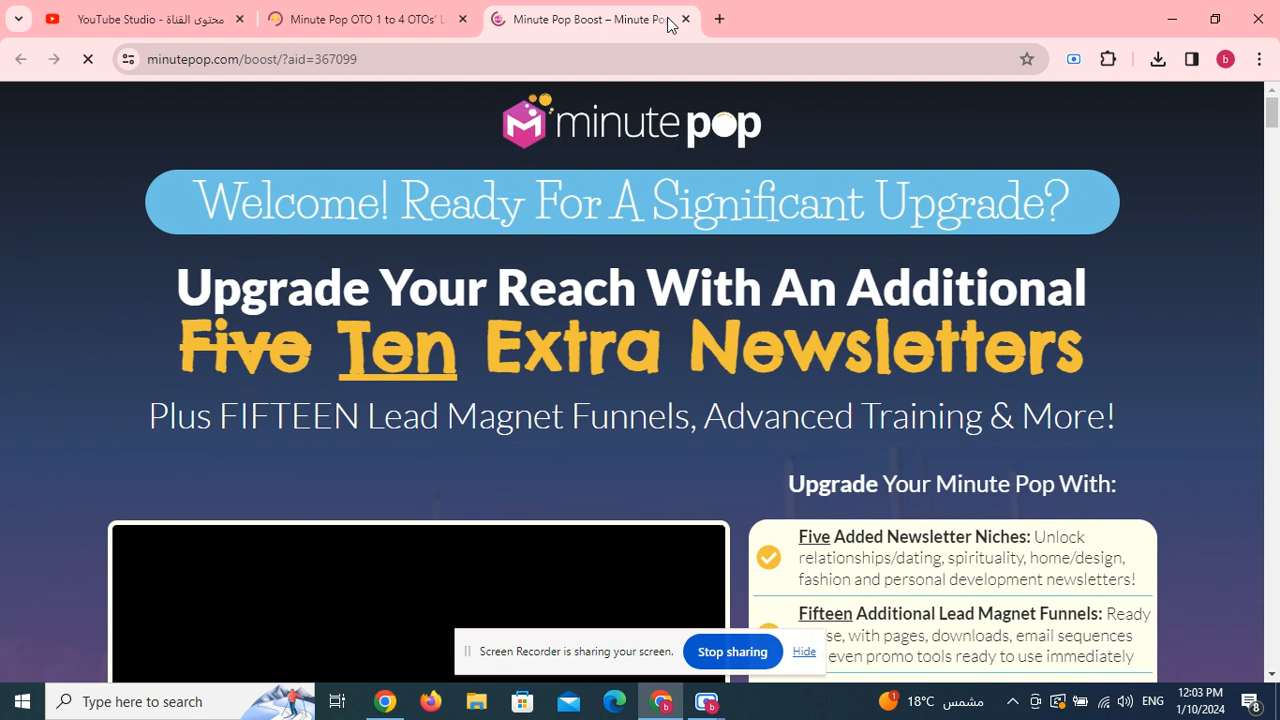 YouTube Studio - محتوى القناة
Minute Pop OTO 1 to 4 OTOs' L
Minute Pop Boost – Minute Po
minutepop.com/boost/?aid=367099
b
minute pop
Welcome! Ready For A Significant Upgrade?
Upgrade Your Reach With An Additional
Five Ten Extra Newsletters
Plus FIFTEEN Lead Magnet Funnels, Advanced Training & More!
Upgrade Your Minute Pop With:
Five Added Newsletter Niches: Unlock
relationships/dating, spirituality, home/design,
fashion and personal development newsletters!
Fifteen Additional Lead Magnet Funnels: Ready
se, with pages, downloads, email sequences
even promo tools ready to use immediately
Screen Recorder is sharing your screen.
Stop sharing
Hide
Type here to search
1
18°C مشمس
ENG
12:03 PM
1/10/2024
8